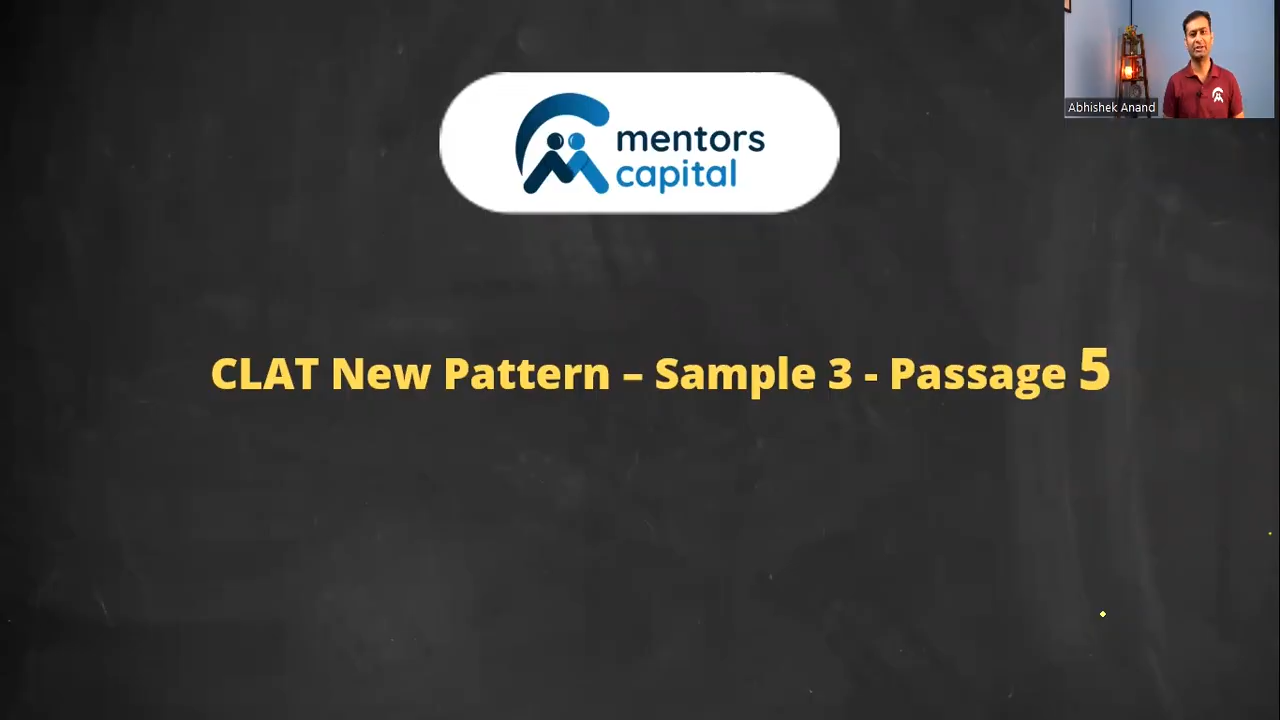 mentors
capital
Abhishek Anand
CLAT New Pattern – Sample 3 - Passage 5